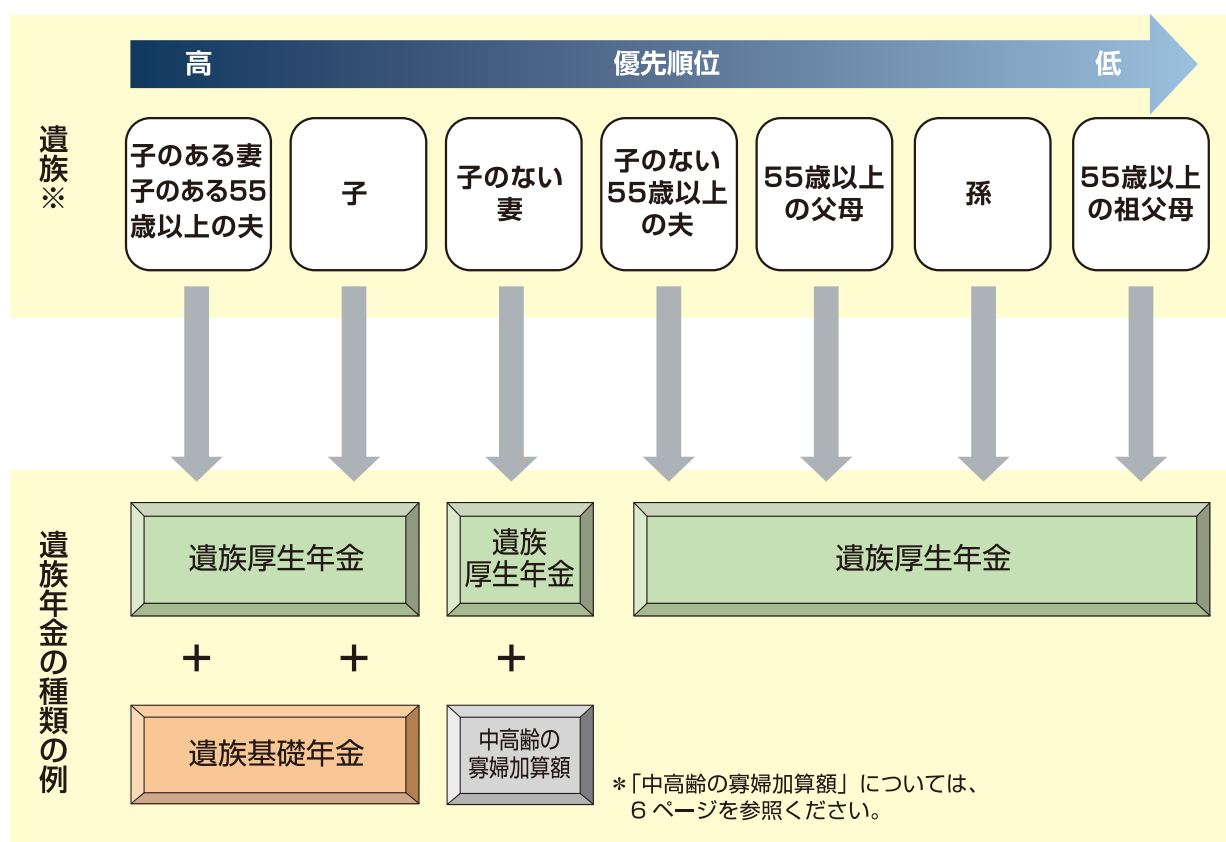 高
優先順位
低
遺族※
子のある妻
子のある55
歳以上の夫
子
子のない
妻
子のない
55歳以上
の夫
55歳以上
の父母
孫
55歳以上
の祖父母
遺族年金の種類の例
遺族厚生年金
遺族
厚生年金
遺族厚生年金
+
+
+
遺族基礎年金
中高齢の
寡婦加算額
*「中高齢の寡婦加算額」については、
6ページを参照ください。